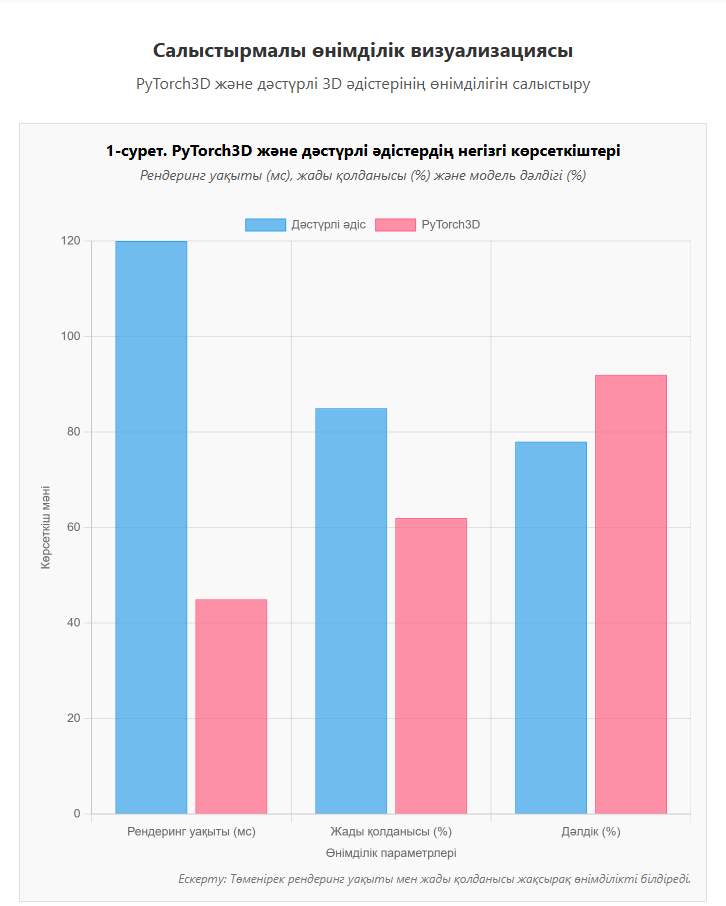 Салыстырмалы өнімділік визуализациясы
PyTorch3D және дәстүрлі 3D әдістерінің өнімділігін салыстыру
1-сурет. PyTorch3D және дәстүрлі әдістердің негізгі көрсеткіштері
Рендеринг уақыты (мс), жады қолданысы (%) және модель дәлдігі (%)
Дәстүрлі әдіс PyTorch3D
120
100
80
60
40
20
0
Көрсеткіш мәні
Рендеринг уақыты (мс) Жады қолданысы (%) Дәлдік (%)
Өнімділік параметрлері
Ескерту: Төменірек рендеринг уақыты мен жады қолданысы жақсырақ өнімділікті білдіреді.